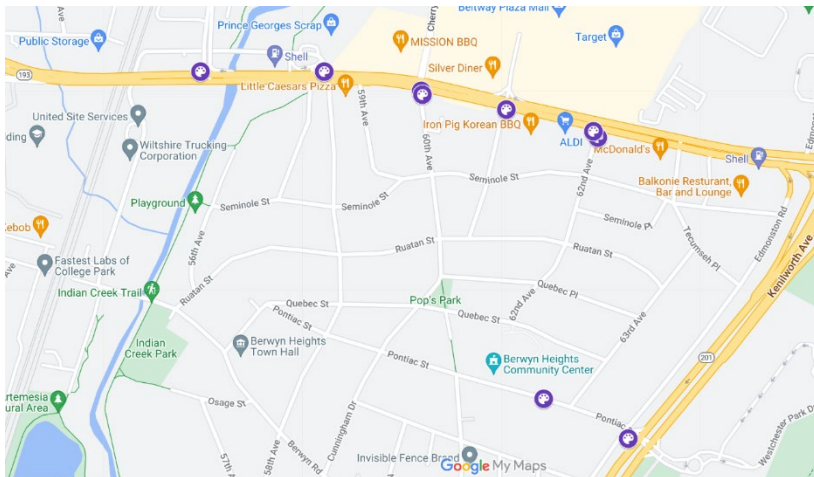 Beltway Plaza Mall
Cherry
Prince Georges Scrap
Public Storage
MISSION BBQ
Target
Shell
Silver Diner
193
Little Caesars Pizza
59th Ave
60th Ave
United Site Services
Iron Pig Korean BBQ
ding
Wiltshire Trucking
Corporation
ALDI
McDonald's
Shell
62nd Ave
Balkonie Resturant,
Bar and Lounge
Playground
Seminole St
Seminole St
Seminole Pl
Kebob
Tecumseh Pl
Edmonston Rd
Kenilworth Ave
56th Ave
Ruatan St
Ruatan St
Fastest Labs of
College Park
Indian Creek Trail
Ruatan St
Quebec St
Pop's Park
Quebec Pl
Quebec St
62nd Ave
63rd Ave
Pontiac St
Indian
Creek Park
Berwyn Heights
Town Hall
Pontiac St
Berwyn Heights
Community Center
201
Artemesia
ural Area
Osage St
Pontiac St
Cunningham Dr
Westchester Park D
57th A
58th Ave
Berwyn Rd
Invisible Fence Brand
Google My Maps